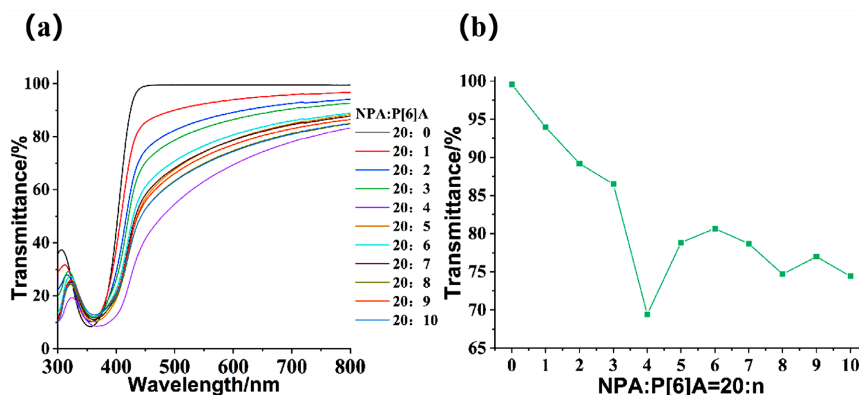 (a)
Transmittance/%
100
80
60
40
20
0
300 400 500 600 700 800
Wavelength/nm
NPA:P[6]A
20：0
20：1
20：2
20：3
20：4
20：5
20：6
20：7
20：8
20：9
20：10
(b)
Transmittance/%
100
95
90
85
80
75
70
65
0 1 2 3 4 5 6 7 8 9 10
NPA:P[6]A=20:n